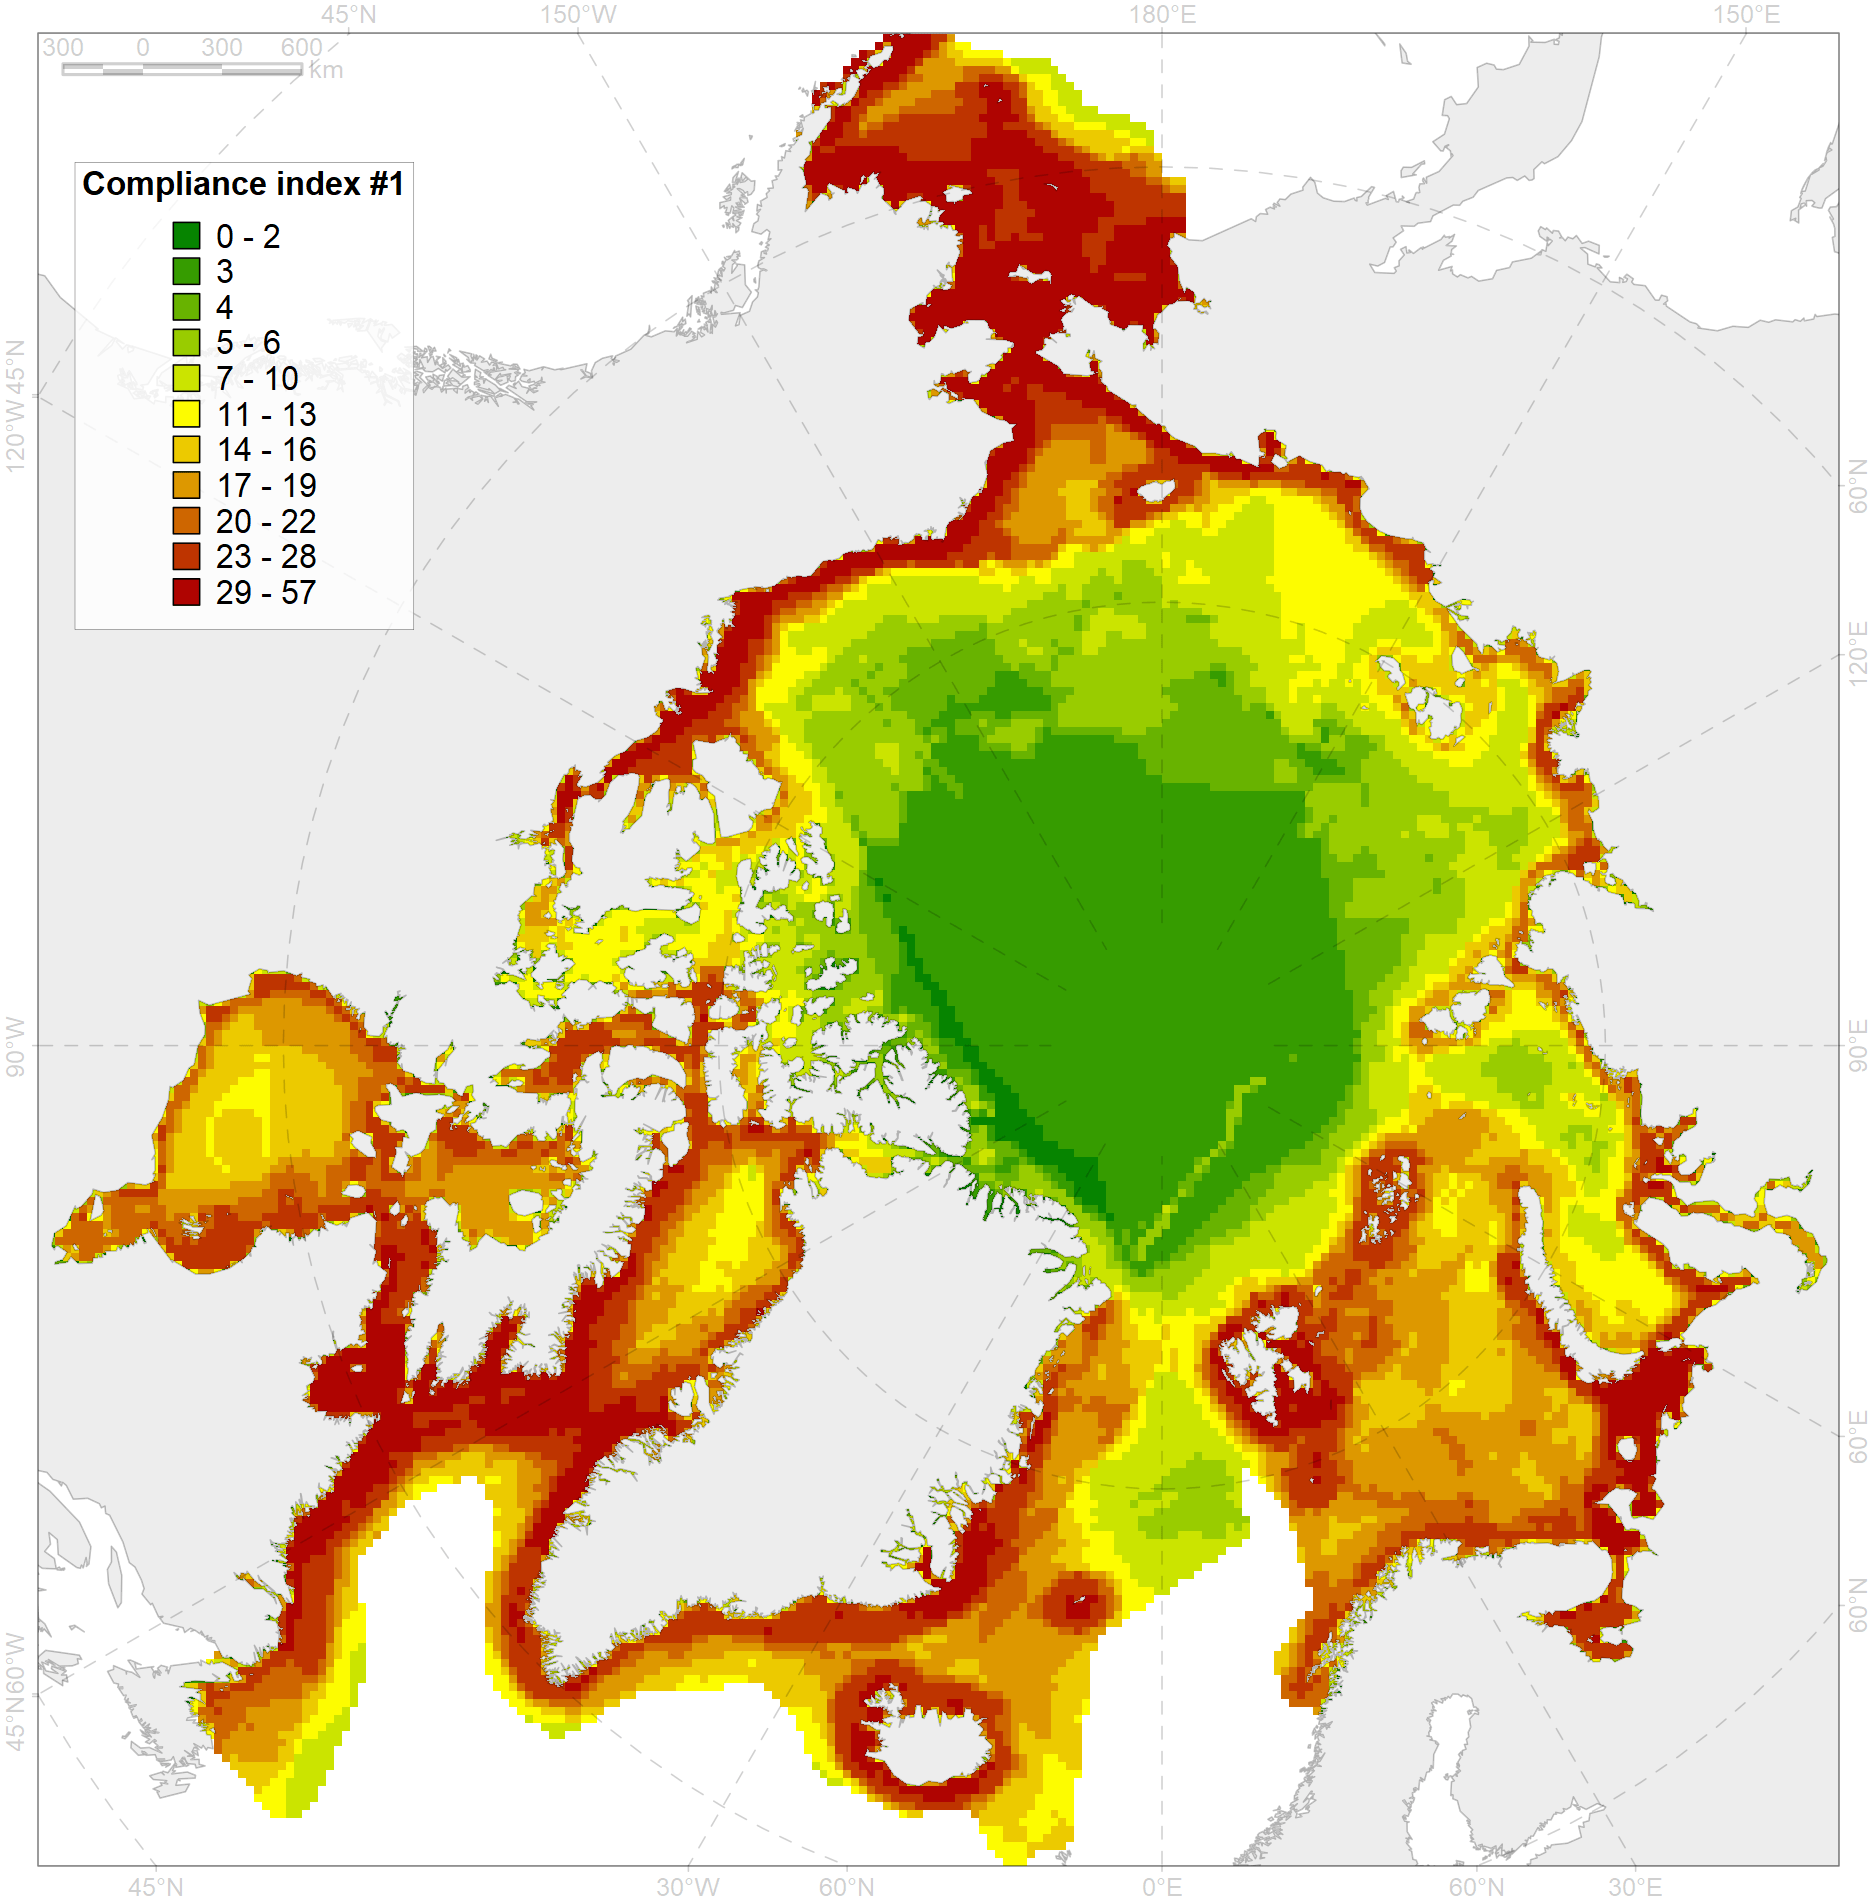 45°N 150°W 180°E 150°E
300 0 300 600
km
Compliance index #1
0 - 2
3
4
5 - 6
7 - 10
11 - 13
14 - 16
17 - 19
20 - 22
23 - 28
29 - 57
45°N
120°W
90°W
60°W
45°N
60°N
120°E
90°E
60°E
60°N
45°N 30°W 60°N 0°E 60°N 30°E